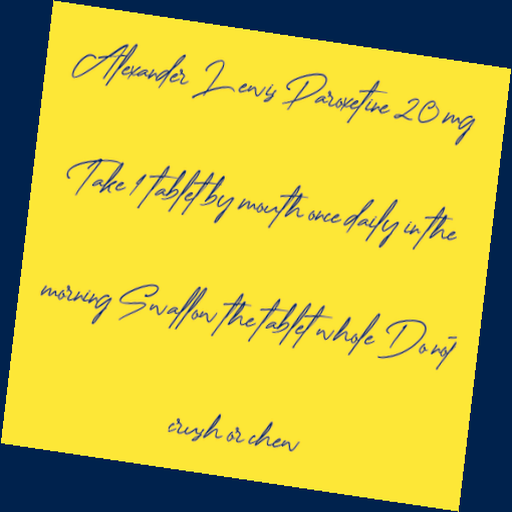 Alexander Lewis Paroxetine 20 mg
Take 1 tablet by mouth once daily in the
morning Swallow the tablet whole Do not
crush or chew